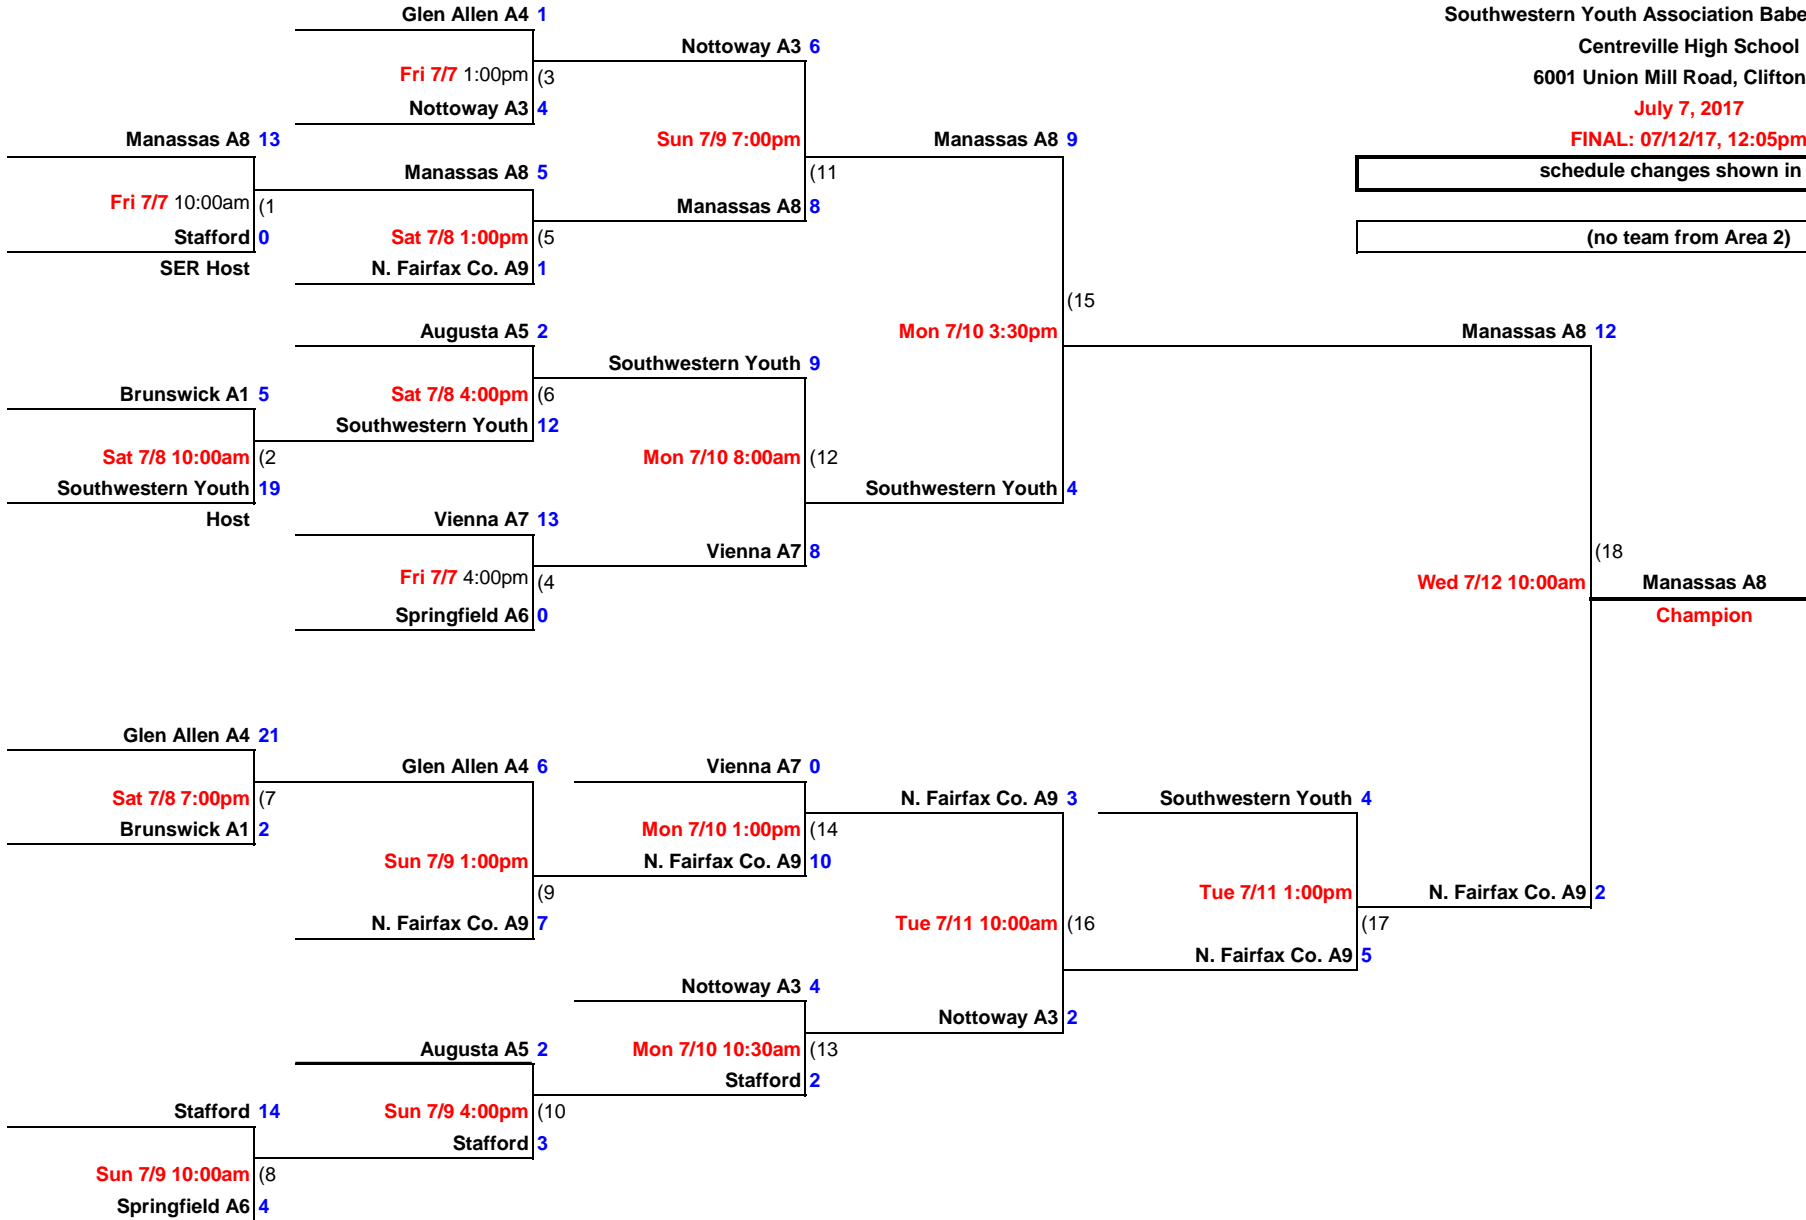 Glen Allen A4 1
Southwestern Youth Association Babe
Nottoway A3 6
Centreville High School
Fri 7/7 1:00pm (3
6001 Union Mill Road, Clifton
Nottoway A3 4
July 7, 2017
Manassas A8 13
Sun 7/9 7:00pm
Manassas A8 9
FINAL: 07/12/17, 12:05pm
Manassas A8 5
(11
schedule changes shown in
Fri 7/7 10:00am (1
Manassas A8 8
Stafford 0
Sat 7/8 1:00pm (5
(no team from Area 2)
SER Host
N. Fairfax Co. A9 1
(15
Augusta A5 2
Mon 7/10 3:30pm
Manassas A8 12
Southwestern Youth 9
Brunswick A1 5
Sat 7/8 4:00pm (6
Southwestern Youth 12
Sat 7/8 10:00am (2
Mon 7/10 8:00am (12
Southwestern Youth 19
Southwestern Youth 4
Host
Vienna A7 13
Vienna A7 8
(18
Fri 7/7 4:00pm (4
Wed 7/12 10:00am
Manassas A8
Springfield A6 0
Champion
Glen Allen A4 21
Glen Allen A4 6
Vienna A7 0
Sat 7/8 7:00pm (7
N. Fairfax Co. A9 3
Southwestern Youth 4
Brunswick A1 2
Mon 7/10 1:00pm (14
Sun 7/9 1:00pm
N. Fairfax Co. A9 10
(9
Tue 7/11 1:00pm
N. Fairfax Co. A9 2
N. Fairfax Co. A9 7
Tue 7/11 10:00am (16
(17
N. Fairfax Co. A9 5
Nottoway A3 4
Nottoway A3 2
Augusta A5 2
Mon 7/10 10:30am (13
Stafford 2
Stafford 14
Sun 7/9 4:00pm (10
Stafford 3
Sun 7/9 10:00am (8
Springfield A6 4